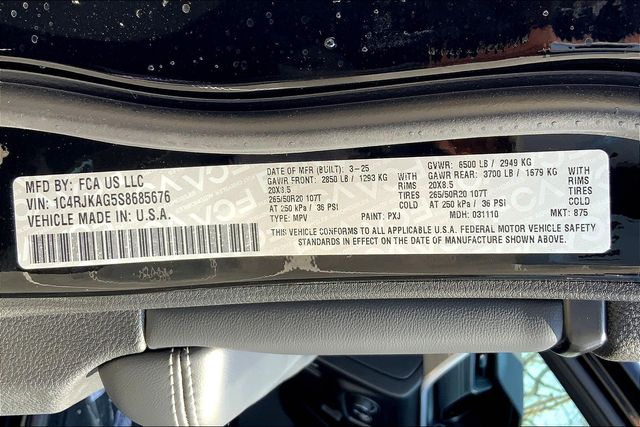 MFD BY: FCA US LLC
VIN: 1C4RJKAG5S8685676
VEHICLE MADE IN U.S.A.
DATE OF MFR (BUILT): 3-25 GVWR: 6500 LB / 2949 KG
GAWR FRONT: 2850 LB / 1293 KG WITH GAWR REAR: 3700 LB / 1679 KG WITH
20X8.5 RIMS 20X8.5 RIMS
265/50R20 107T TIRES 265/50R20 107T TIRES
AT 250 kPa / 36 PSI COLD AT 250 kPa / 36 PSI COLD
TYPE: MPV PAINT: PXJ MDH: 031110 MKT: 875
THIS VEHICLE CONFORMS TO ALL APPLICABLE U.S.A. FEDERAL MOTOR VEHICLE SAFETY
STANDARDS IN EFFECT ON THE DATE OF MANUFACTURE SHOWN ABOVE.